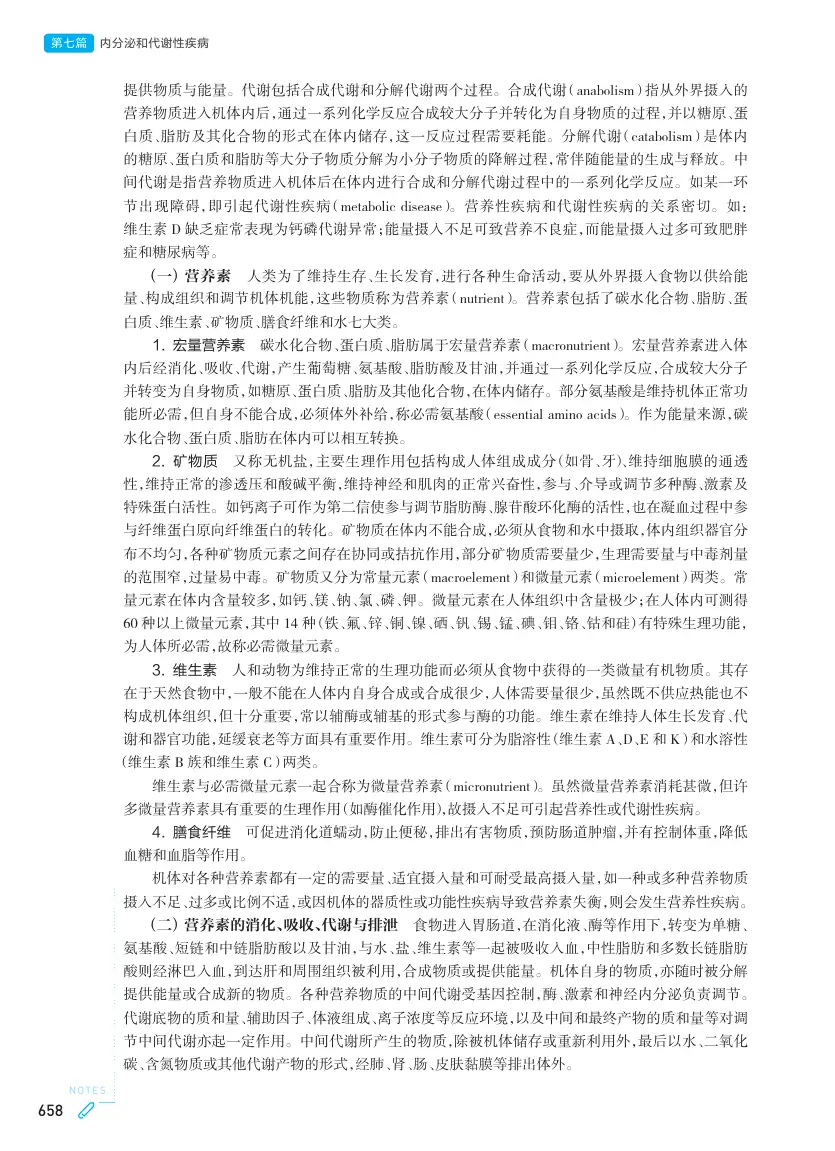 第七篇 内分泌和代谢性疾病
提供物质与能量。代谢包括合成代谢和分解代谢两个过程。合成代谢(anabolism)指从外界摄入的
营养物质进入机体内后,通过一系列化学反应合成较大分子并转化为自身物质的过程,并以糖原、蛋
白质、脂肪及其化合物的形式在体内储存,这一反应过程需要耗能。分解代谢(catabolism)是体内
的糖原、蛋白质和脂肪等大分子物质分解为小分子物质的降解过程,常伴随能量的生成与释放。中
间代谢是指营养物质进入机体后在体内进行合成和分解代谢过程中的一系列化学反应。如某一环
节出现障碍,即引起代谢性疾病(metabolic disease)。营养性疾病和代谢性疾病的关系密切。如:
维生素 D 缺乏症常表现为钙磷代谢异常;能量摄入不足可致营养不良症,而能量摄入过多可致肥胖
症和糖尿病等。
(一) 营养素 人类为了维持生存、生长发育,进行各种生命活动,要从外界摄入食物以供给能
量、构成组织和调节机体机能,这些物质称为营养素(nutrient)。营养素包括了碳水化合物、脂肪、蛋
白质、维生素、矿物质、膳食纤维和水七大类。
1. 宏量营养素 碳水化合物、蛋白质、脂肪属于宏量营养素(macronutrient)。宏量营养素进入体
内后经消化、吸收、代谢,产生葡萄糖、氨基酸、脂肪酸及甘油,并通过一系列化学反应,合成较大分子
并转变为自身物质,如糖原、蛋白质、脂肪及其他化合物,在体内储存。部分氨基酸是维持机体正常功
能所必需,但自身不能合成,必须体外补给,称必需氨基酸(essential amino acids)。作为能量来源,碳
水化合物、蛋白质、脂肪在体内可以相互转换。
2. 矿物质 又称无机盐,主要生理作用包括构成人体组成成分(如骨、牙)、维持细胞膜的通透
性,维持正常的渗透压和酸碱平衡,维持神经和肌肉的正常兴奋性,参与、介导或调节多种酶、激素及
特殊蛋白活性。如钙离子可作为第二信使参与调节脂肪酶、腺苷酸环化酶的活性,也在凝血过程中参
与纤维蛋白原向纤维蛋白的转化。矿物质在体内不能合成,必须从食物和水中摄取,体内组织器官分
布不均匀,各种矿物质元素之间存在协同或拮抗作用,部分矿物质需要量少,生理需要量与中毒剂量
的范围窄,过量易中毒。矿物质又分为常量元素(macroelement)和微量元素(microelement)两类。常
量元素在体内含量较多,如钙、镁、钠、氯、磷、钾。微量元素在人体组织中含量极少;在人体内可测得
60 种以上微量元素,其中 14 种(铁、氟、锌、铜、镍、硒、钒、锡、锰、碘、钼、铬、钴和硅)有特殊生理功能,
为人体所必需,故称必需微量元素。
3. 维生素 人和动物为维持正常的生理功能而必须从食物中获得的一类微量有机物质。其存
在于天然食物中,一般不能在人体内自身合成或合成很少,人体需要量很少,虽然既不供应热能也不
构成机体组织,但十分重要,常以辅酶或辅基的形式参与酶的功能。维生素在维持人体生长发育、代
谢和器官功能,延缓衰老等方面具有重要作用。维生素可分为脂溶性(维生素 A、D、E 和 K)和水溶性
(维生素 B 族和维生素 C)两类。
维生素与必需微量元素一起合称为微量营养素(micronutrient)。虽然微量营养素消耗甚微,但许
多微量营养素具有重要的生理作用(如酶催化作用),故摄入不足可引起营养性或代谢性疾病。
4. 膳食纤维 可促进消化道蠕动,防止便秘,排出有害物质,预防肠道肿瘤,并有控制体重,降低
血糖和血脂等作用。
机体对各种营养素都有一定的需要量、适宜摄入量和可耐受最高摄入量,如一种或多种营养物质
摄入不足、过多或比例不适,或因机体的器质性或功能性疾病导致营养素失衡,则会发生营养性疾病。
(二) 营养素的消化、吸收、代谢与排泄 食物进入胃肠道,在消化液、酶等作用下,转变为单糖、
氨基酸、短链和中链脂肪酸以及甘油,与水、盐、维生素等一起被吸收入血,中性脂肪和多数长链脂肪
酸则经淋巴入血,到达肝和周围组织被利用,合成物质或提供能量。机体自身的物质,亦随时被分解
提供能量或合成新的物质。各种营养物质的中间代谢受基因控制,酶、激素和神经内分泌负责调节。
代谢底物的质和量、辅助因子、体液组成、离子浓度等反应环境,以及中间和最终产物的质和量等对调
节中间代谢亦起一定作用。中间代谢所产生的物质,除被机体储存或重新利用外,最后以水、二氧化
碳、含氮物质或其他代谢产物的形式,经肺、肾、肠、皮肤黏膜等排出体外。
NOTES
658